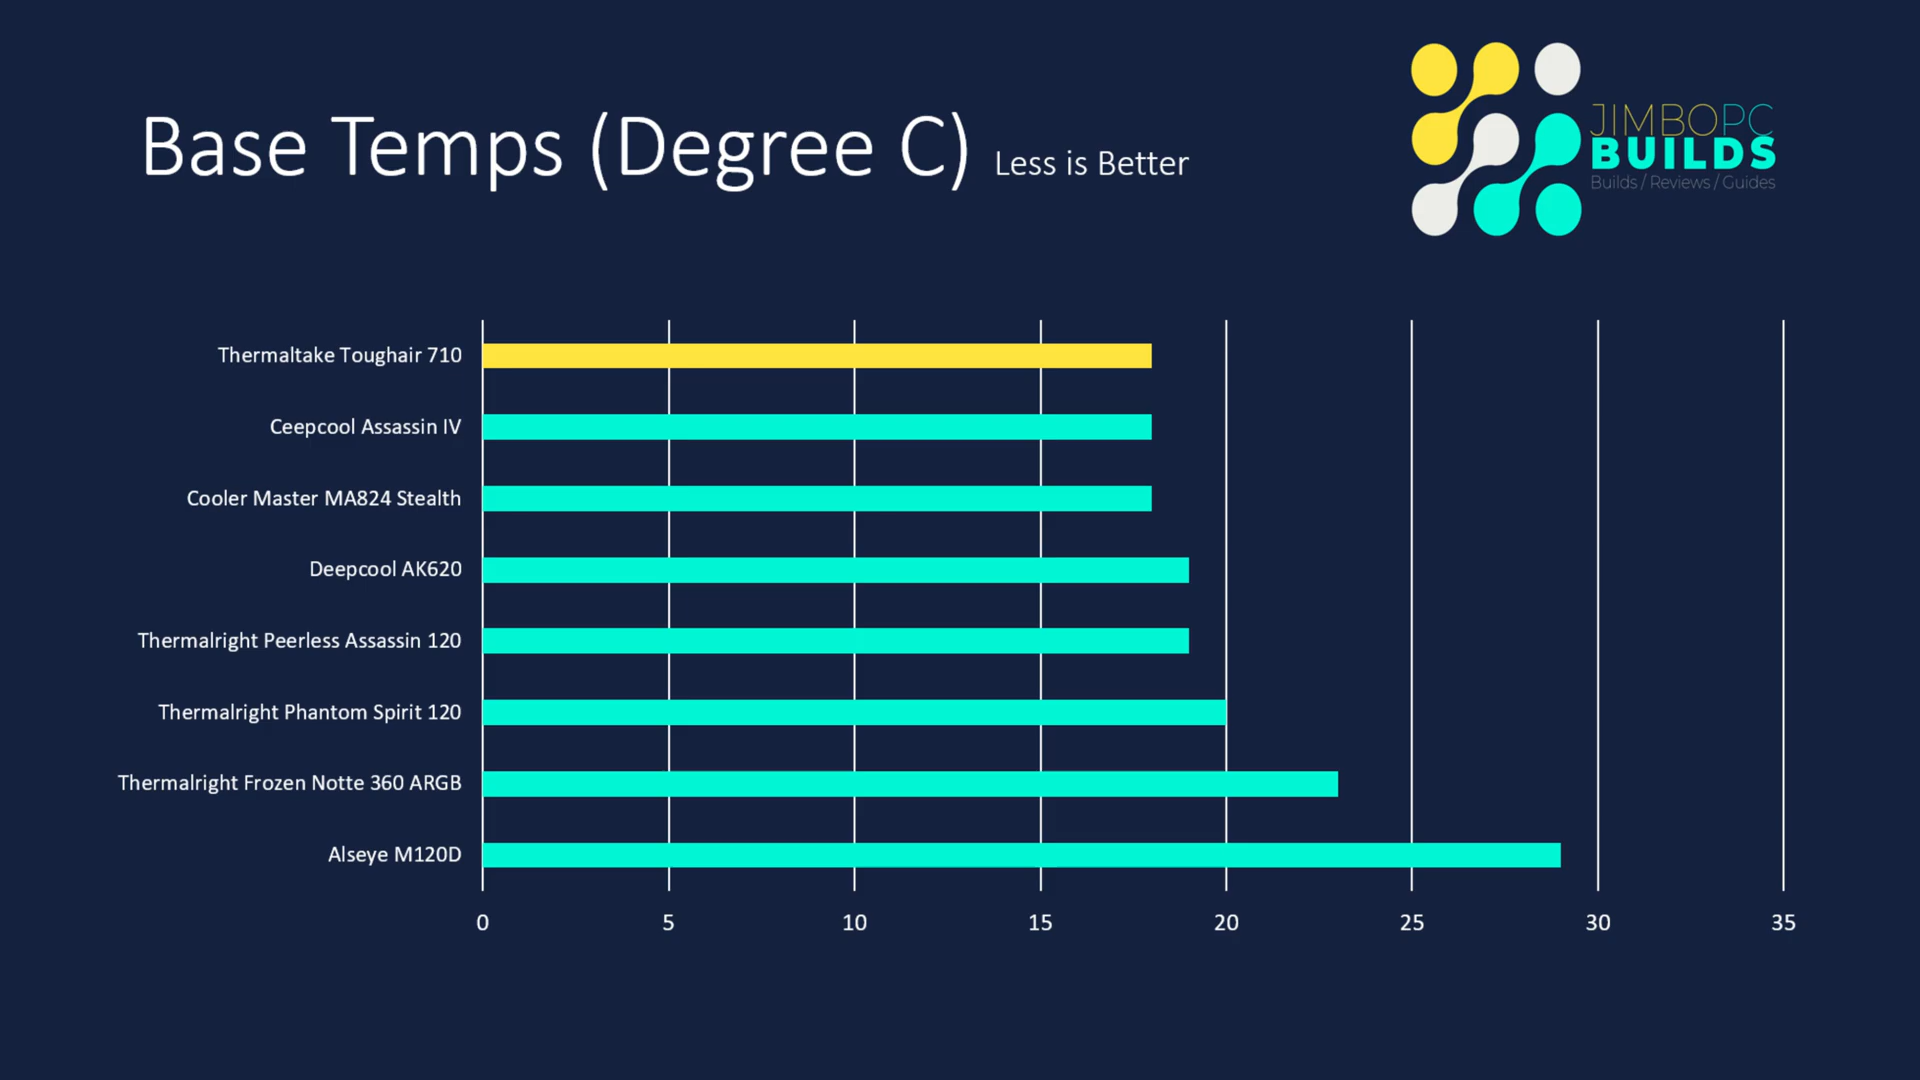 Base Temps (Degree C) Less is Better
JIMBOPC
BUILDS
Builds / Reviews / Guides
Thermaltake Toughair 710
Ceepcool Assassin IV
Cooler Master MA824 Stealth
Deepcool AK620
Thermalright Peerless Assassin 120
Thermalright Phantom Spirit 120
Thermalright Frozen Notte 360 ARGB
Alseye M120D
0 5 10 15 20 25 30 35